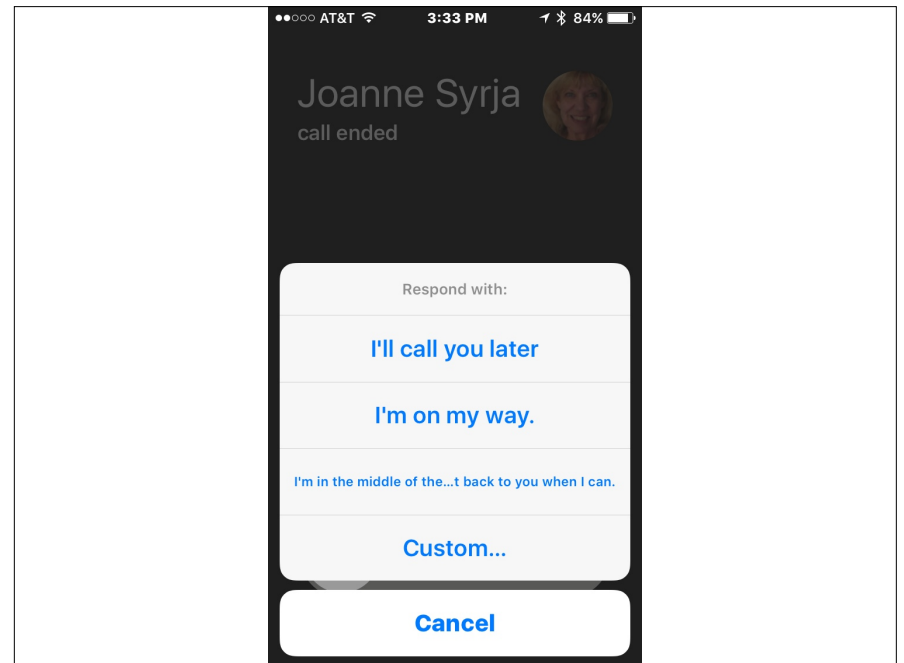 AT&T 3:33 PM 84%
Joanne Syrja
call ended
Respond with:
I'll call you later
I'm on my way.
I'm in the middle of the...t back to you when I can.
Custom...
Cancel